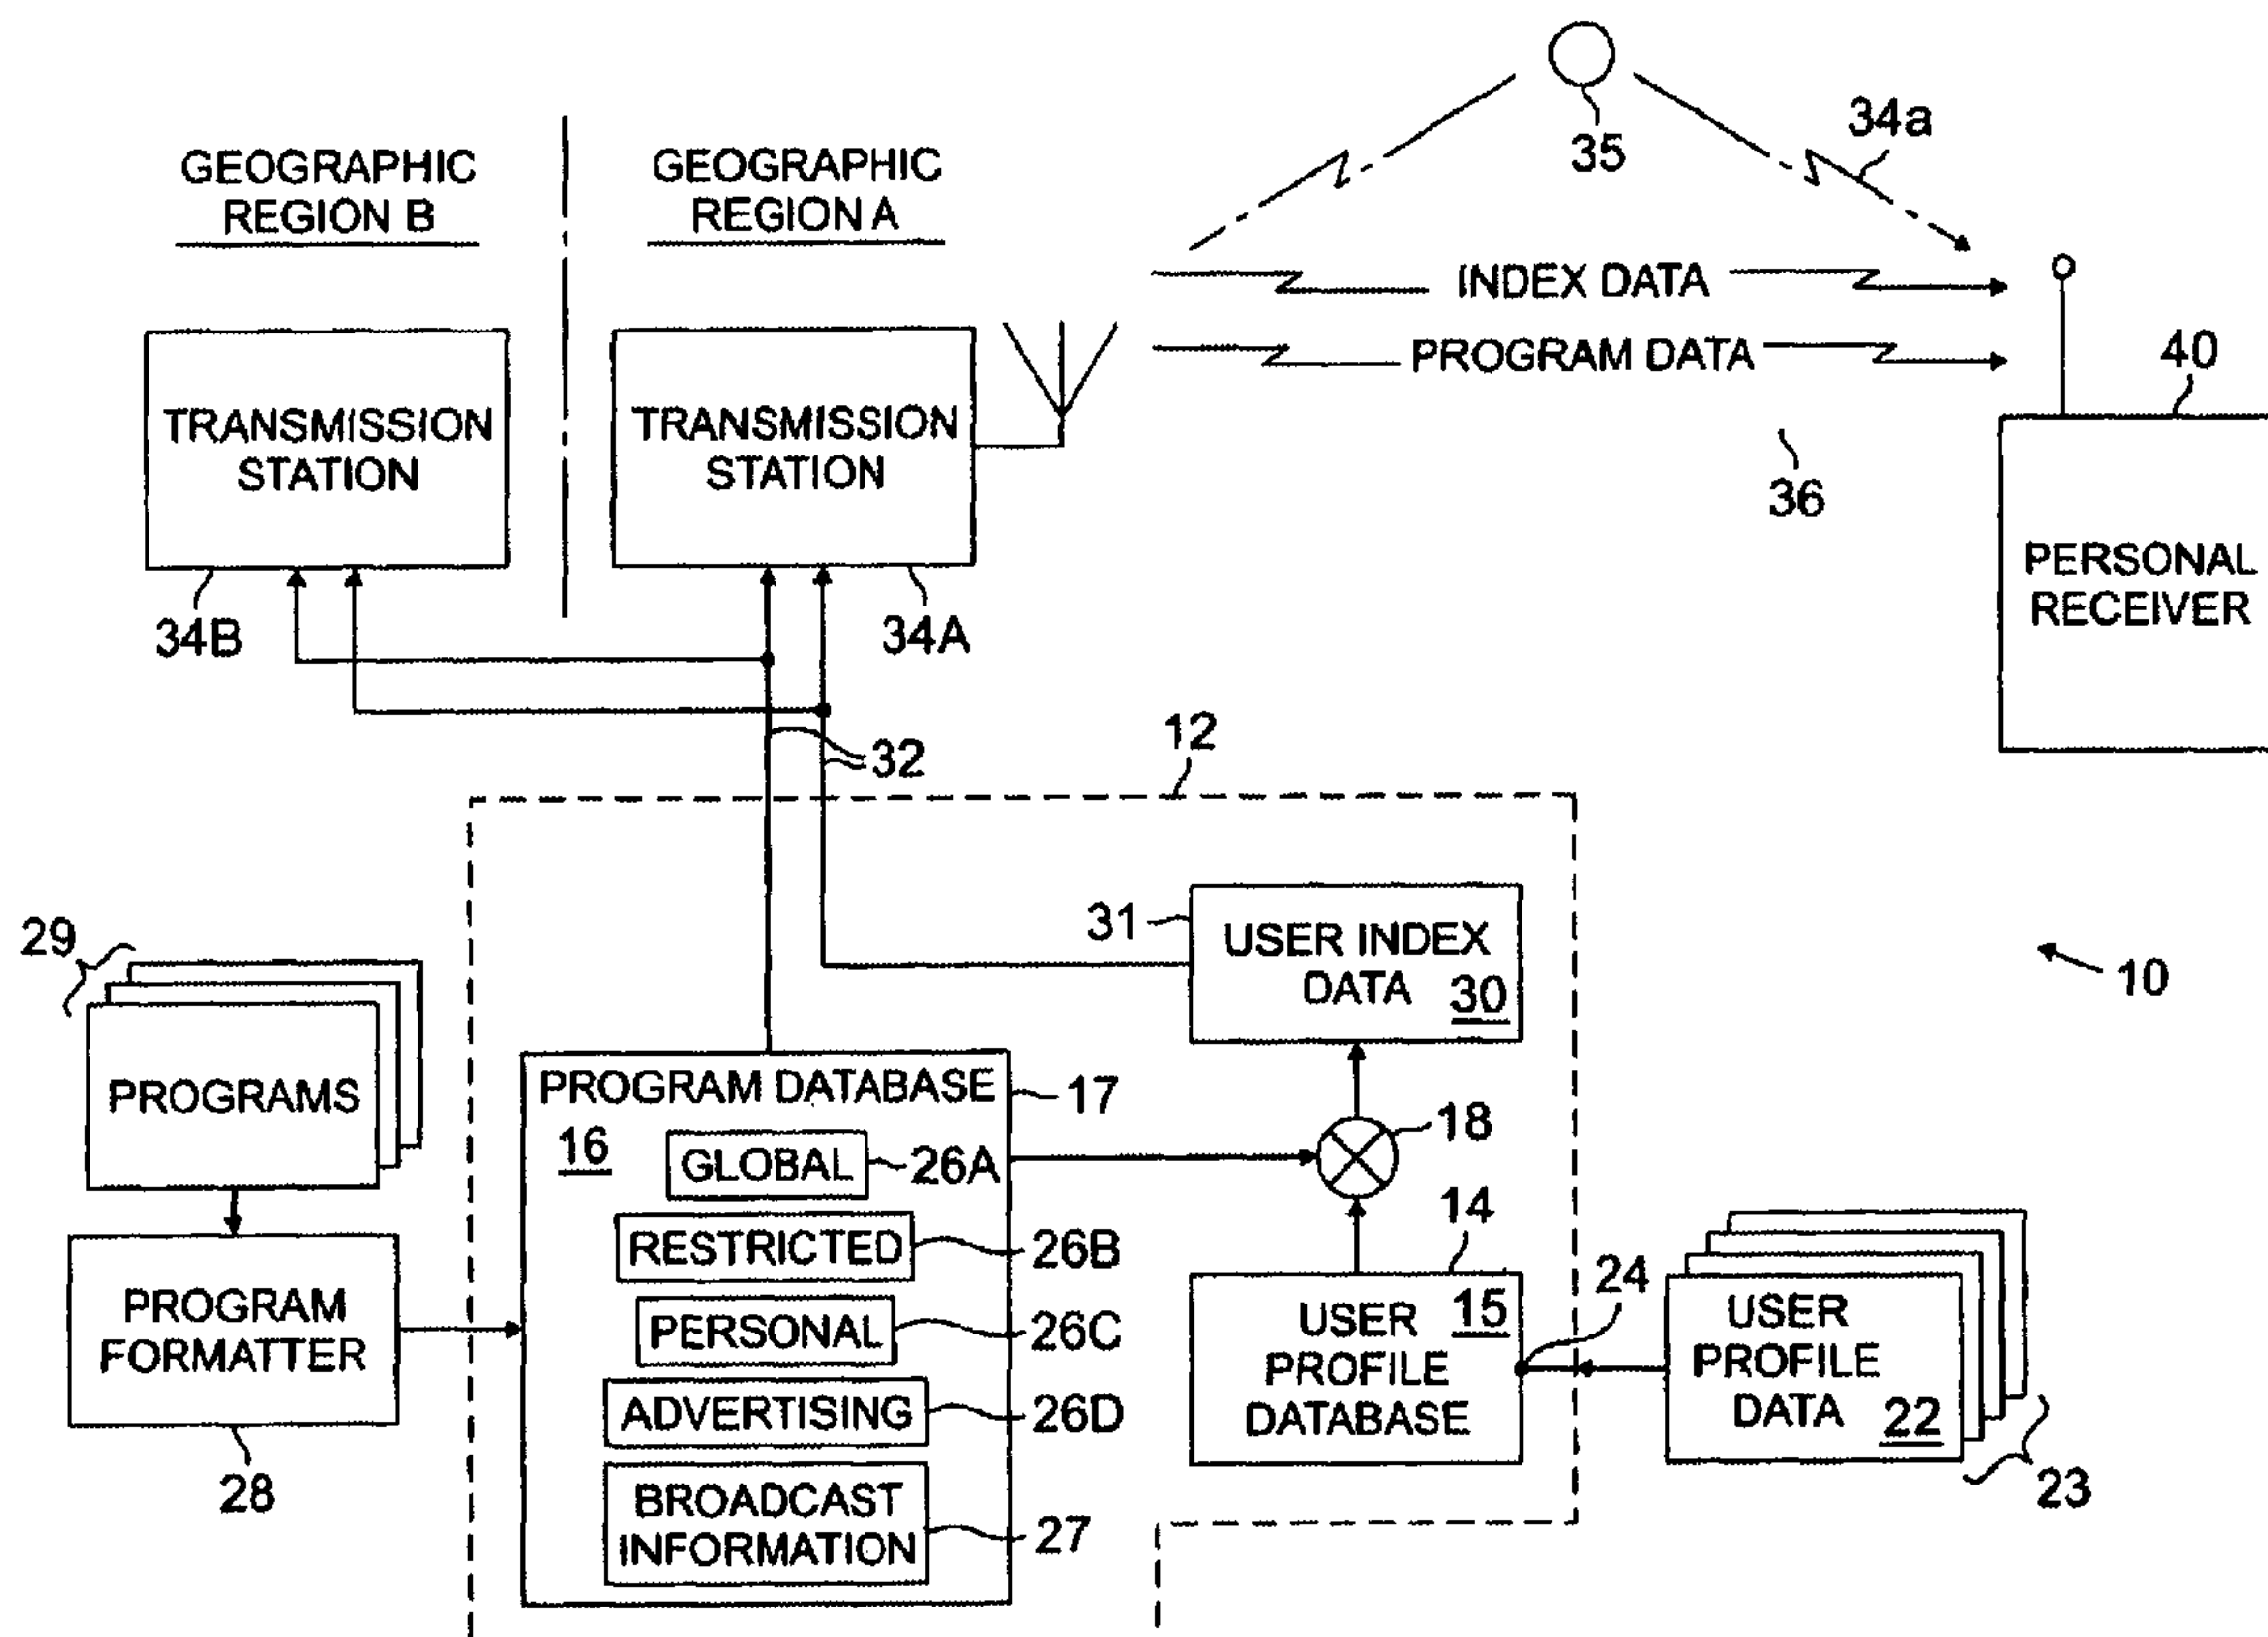 35
34a
GEOGRAPHIC
REGION B
GEOGRAPHIC
REGION A
INDEX DATA
PROGRAM DATA
40
36
TRANSMISSION
STATION
TRANSMISSION
STATION
PERSONAL
RECEIVER
34B
34A
32
12
10
29
PROGRAMS
31
USER INDEX
DATA 30
PROGRAM DATABASE
17
16
GLOBAL
26A
18
RESTRICTED
26B
14
24
PROGRAM
FORMATTER
28
PERSONAL
26C
15
USER
PROFILE
DATABASE
USER
PROFILE
DATA 22
23
ADVERTISING
26D
BROADCAST
INFORMATION
27